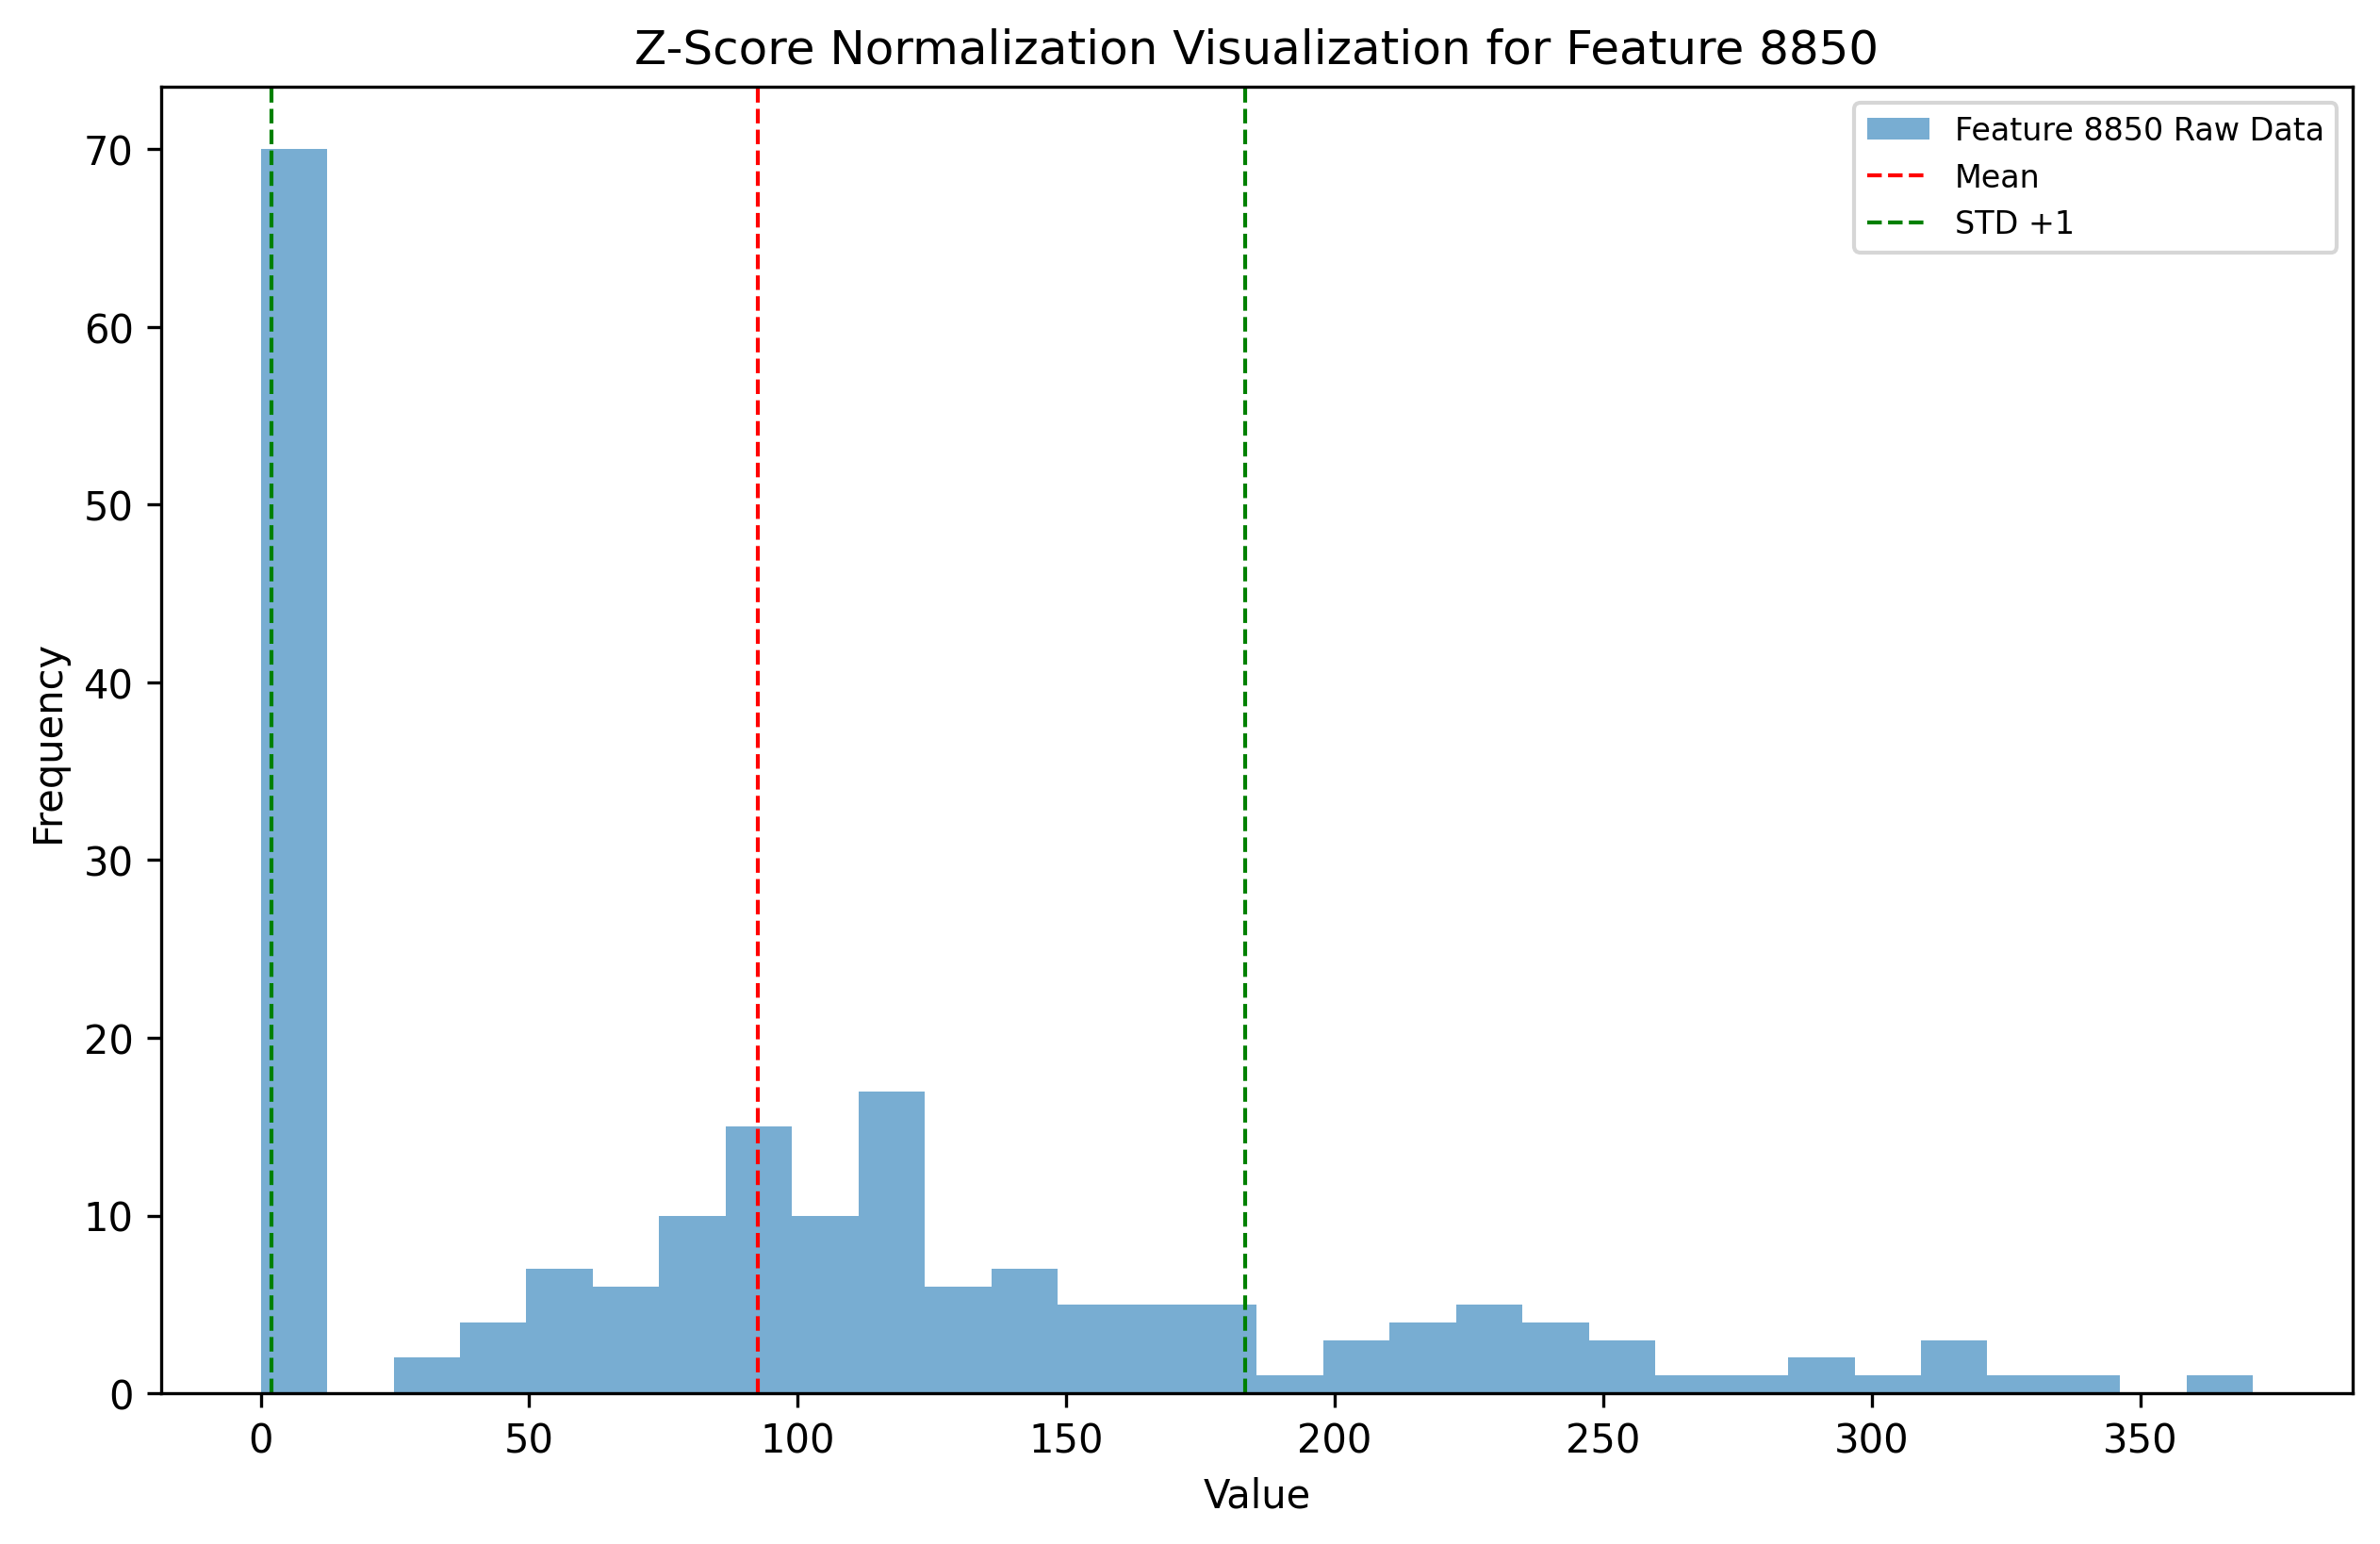 Z-Score Normalization Visualization for Feature 8850
Feature 8850 Raw Data
Mean
STD +1
70
60
50
40
30
20
10
0
Frequency
0 50 100 150 200 250 300 350
Value